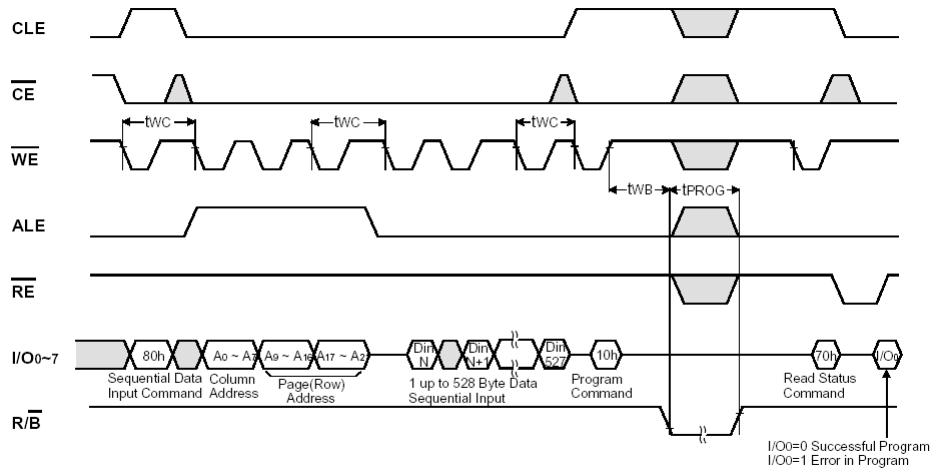 CLE
CE
tWC tWC tWC
WE
tWB tPROG
ALE
RE
I/O0~7 80h A0 ~ A7 A9 ~ A16 A17 ~ A2 Din N Din N+1 Din 527 10h 70h I/O0
Sequential Data Input Command
Column Address
Page(Row) Address
1 up to 528 Byte Data Sequential Input
Program Command
Read Status Command
R/B
I/O0=0 Successful Program
I/O0=1 Error in Program